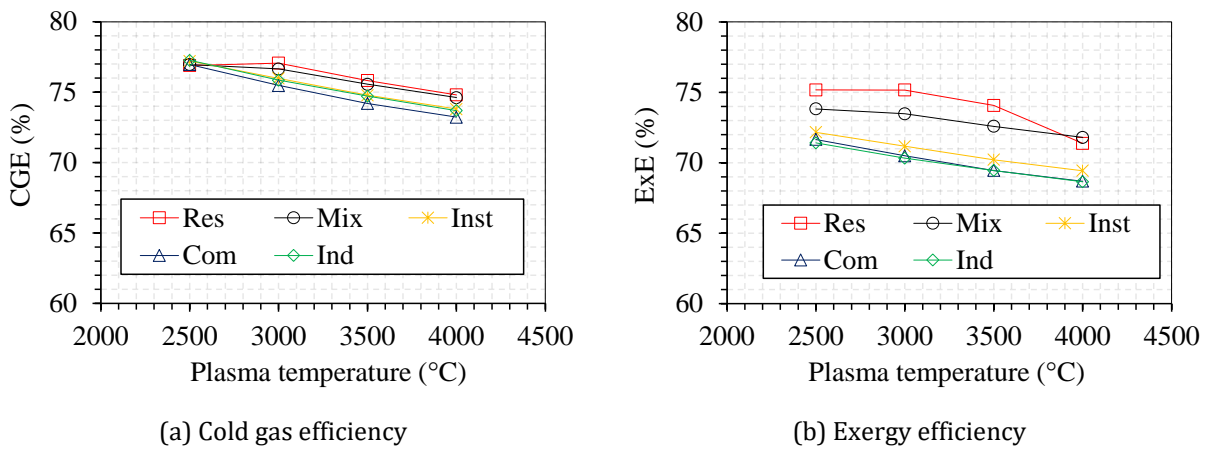 80
75
70
65
60
CGE (%)
Res Mix Inst
Com Ind
2000 2500 3000 3500 4000 4500
Plasma temperature (°C)
(a) Cold gas efficiency
80
75
70
65
60
ExE (%)
Res Mix Inst
Com Ind
2000 2500 3000 3500 4000 4500
Plasma temperature (°C)
(b) Exergy efficiency